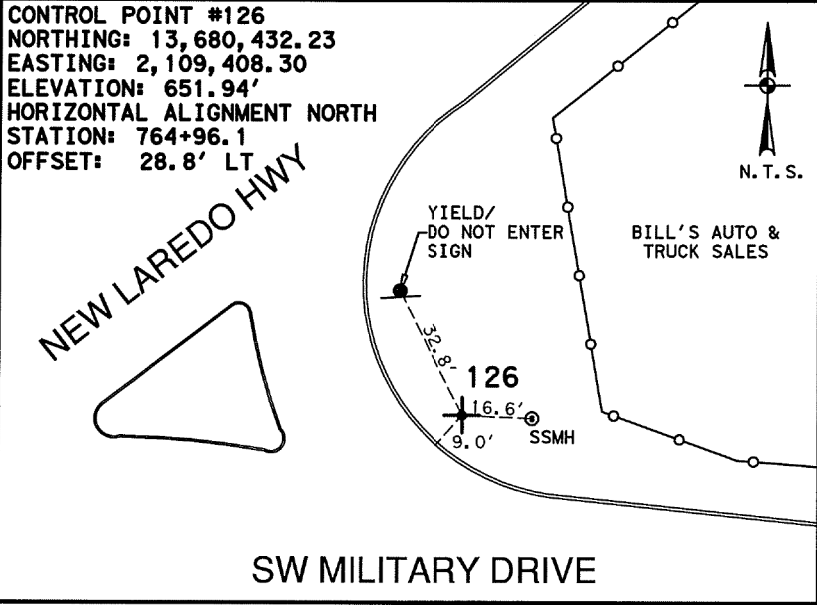 CONTROL POINT #126
NORTHING: 13,680,432.23
EASTING: 2,109,408.30
ELEVATION: 651.94'
HORIZONTAL ALIGNMENT NORTH
STATION: 764+96.1
OFFSET: 28.8' LT
NEW LAREDO HWY
N.T.S.
YIELD/
DO NOT ENTER
SIGN
BILL'S AUTO &
TRUCK SALES
32.8'
126
16.6'
SSMH
9.0'
SW MILITARY DRIVE